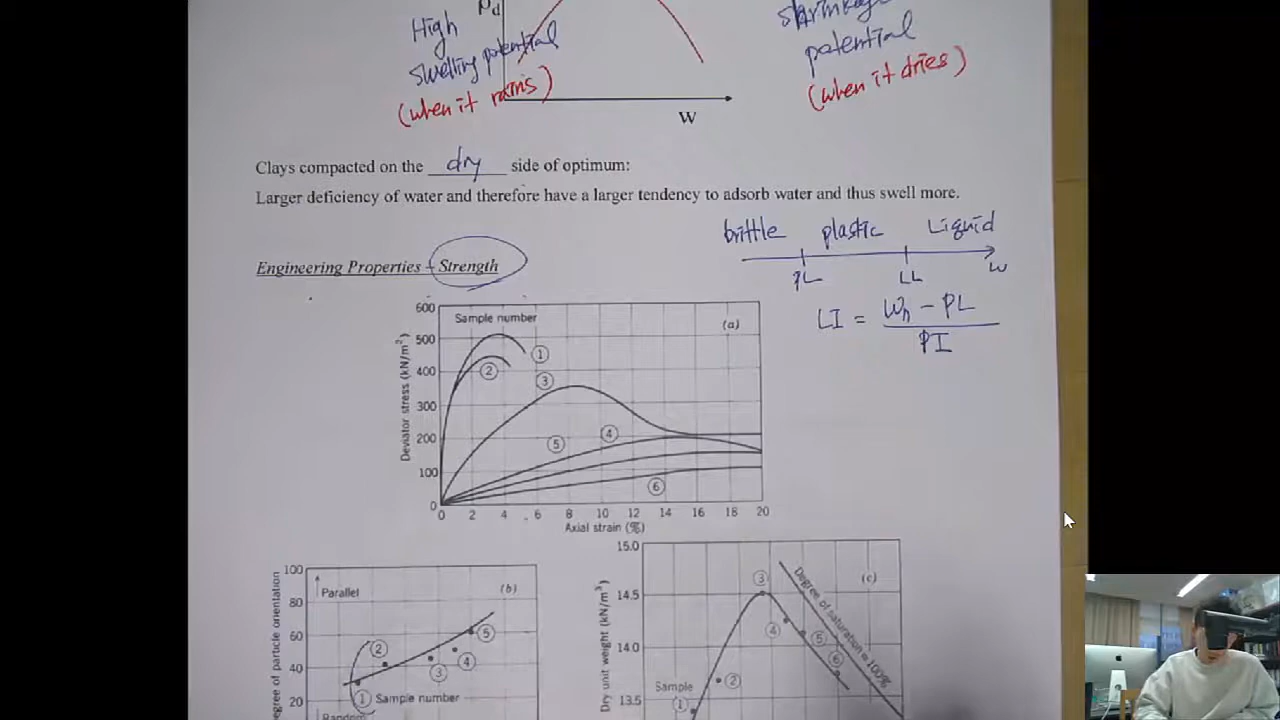 ρd
High
swelling potential
(when it rains)
shrinkage
potential
(when it dries)
W
Clays compacted on the dry side of optimum:
Larger deficiency of water and therefore have a larger tendency to adsorb water and thus swell more.
brittle plastic Liquid
PL LL w
Engineering Properties – Strength
LI = Wn - PL
PI
600
500
400
300
200
100
0
Deviator stress (kN/m²)
Sample number
(a)
1
2
3
4
5
6
0 2 4 6 8 10 12 14 16 18 20
Axial strain (%)
100
80
60
40
20
Degree of particle orientation
Parallel
(b)
2
5
3
4
1 Sample number
Random
15.0
14.5
14.0
13.5
Dry unit weight (kN/m³)
(c)
Degree of saturation = 100%
3
4
5
6
2
Sample
1